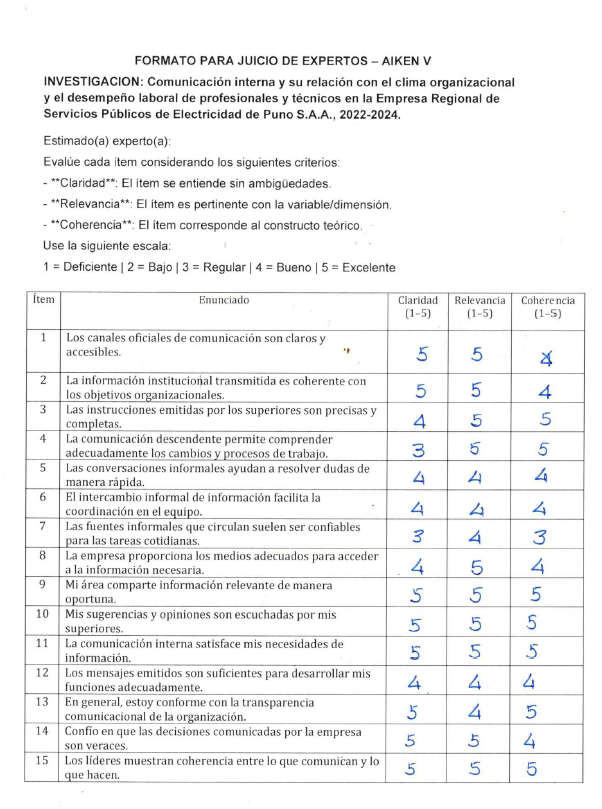 FORMATO PARA JUICIO DE EXPERTOS – AIKEN V
INVESTIGACION: Comunicación interna y su relación con el clima organizacional
y el desempeño laboral de profesionales y técnicos en la Empresa Regional de
Servicios Públicos de Electricidad de Puno S.A.A., 2022-2024.
Estimado(a) experto(a):
Evalúe cada ítem considerando los siguientes criterios:
- **Claridad**: El ítem se entiende sin ambigüedades.
- **Relevancia**: El ítem es pertinente con la variable/dimensión.
- **Coherencia**: El ítem corresponde al constructo teórico.
Use la siguiente escala:
1 = Deficiente | 2 = Bajo | 3 = Regular | 4 = Bueno | 5 = Excelente
Ítem Enunciado Claridad Relevancia Coherencia
(1–5) (1–5) (1–5)
1 Los canales oficiales de comunicación son claros y
accesibles. 5 5 4
2 La información institucional transmitida es coherente con
los objetivos organizacionales. 5 5 4
3 Las instrucciones emitidas por los superiores son precisas y
completas. 4 5 5
4 La comunicación descendente permite comprender
adecuadamente los cambios y procesos de trabajo. 3 5 5
5 Las conversaciones informales ayudan a resolver dudas de
manera rápida. 4 4 4
6 El intercambio informal de información facilita la
coordinación en el equipo. 4 4 4
7 Las fuentes informales que circulan suelen ser confiables
para las tareas cotidianas. 3 4 3
8 La empresa proporciona los medios adecuados para acceder
a la información necesaria. 4 5 4
9 Mi área comparte información relevante de manera
oportuna. 5 5 5
10 Mis sugerencias y opiniones son escuchadas por mis
superiores. 5 5 5
11 La comunicación interna satisface mis necesidades de
información. 5 5 5
12 Los mensajes emitidos son suficientes para desarrollar mis
funciones adecuadamente. 4 4 4
13 En general, estoy conforme con la transparencia
comunicacional de la organización. 5 4 5
14 Confío en que las decisiones comunicadas por la empresa
son veraces. 5 5 4
15 Los líderes muestran coherencia entre lo que comunican y lo
que hacen. 5 5 5